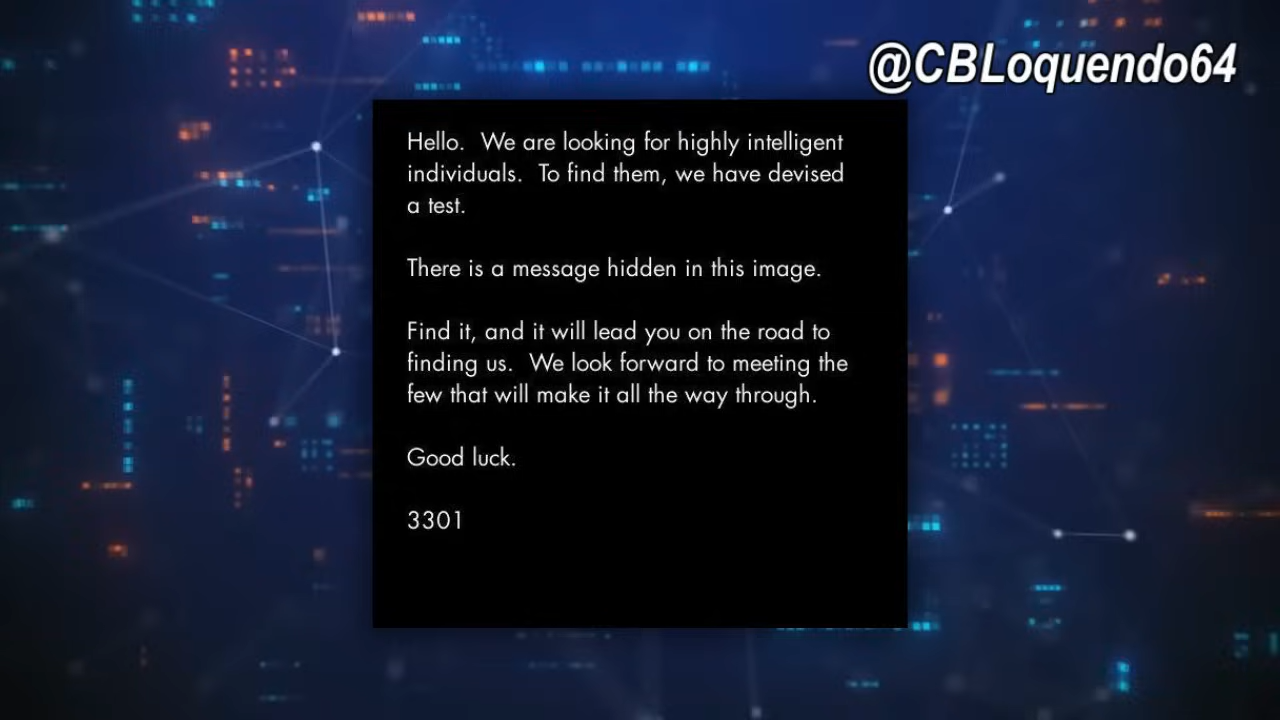 @CBLoquendo64
Hello.  We are looking for highly intelligent
individuals.  To find them, we have devised
a test.
There is a message hidden in this image.
Find it, and it will lead you on the road to
finding us.  We look forward to meeting the
few that will make it all the way through.
Good luck.
3301